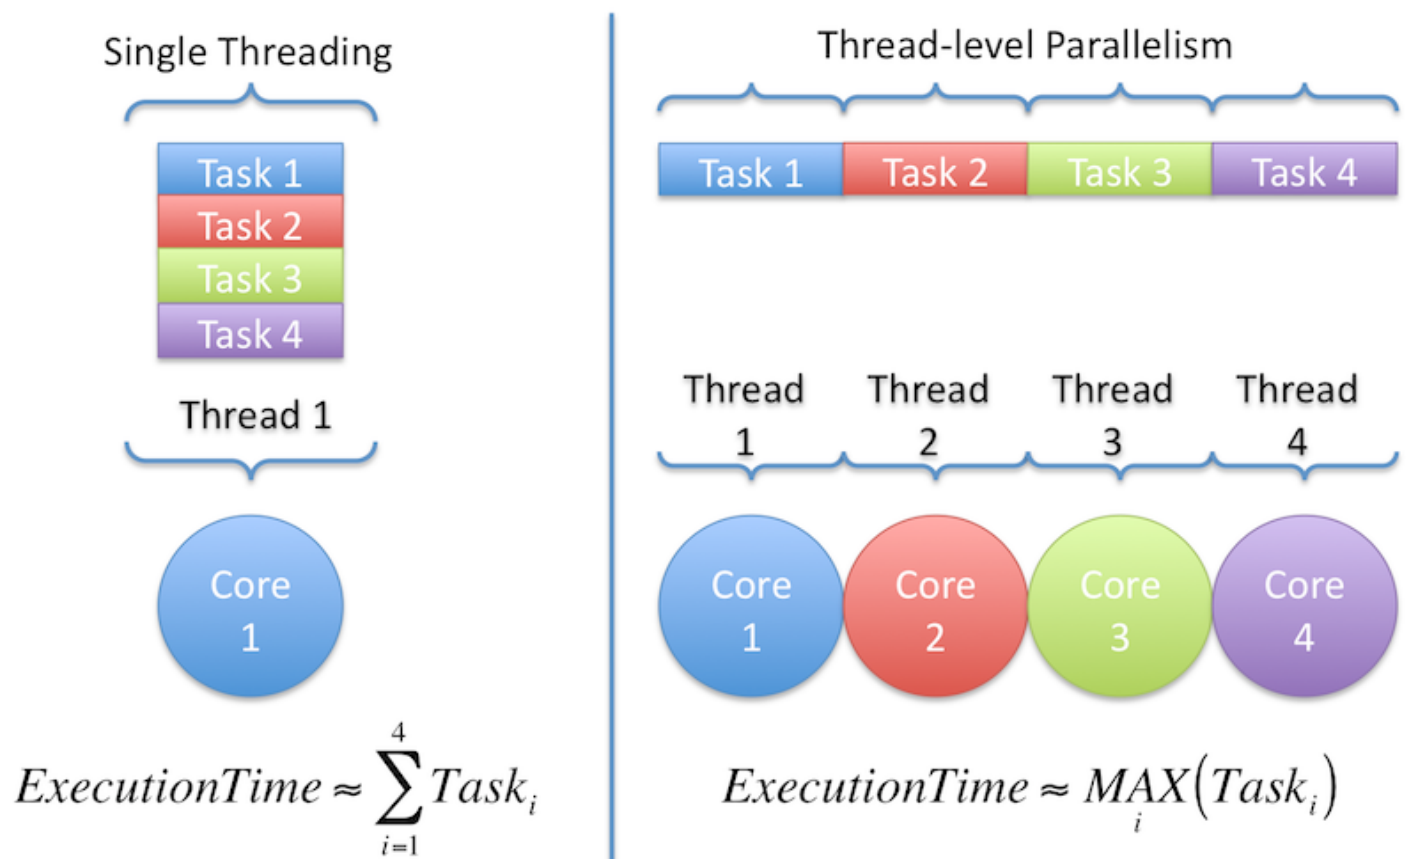 Single Threading
Task 1
Task 2
Task 3
Task 4
Thread 1
Core
1
ExecutionTime ≈ ∑_{i=1}^{4} Task_i
Thread-level Parallelism
Task 1 Task 2 Task 3 Task 4
Thread Thread Thread Thread
1 2 3 4
Core Core Core Core
1 2 3 4
ExecutionTime ≈ MAX_i(Task_i)